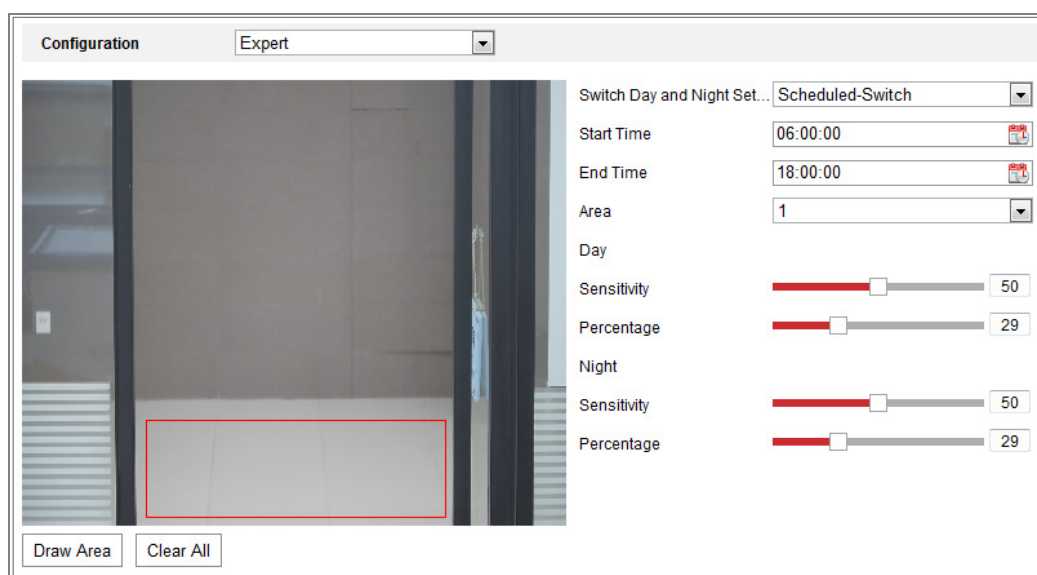 Configuration Expert
Switch Day and Night Set... Scheduled-Switch
Start Time 06:00:00
End Time 18:00:00
Area 1
Day
Sensitivity 50
Percentage 29
Night
Sensitivity 50
Percentage 29
Draw Area Clear All